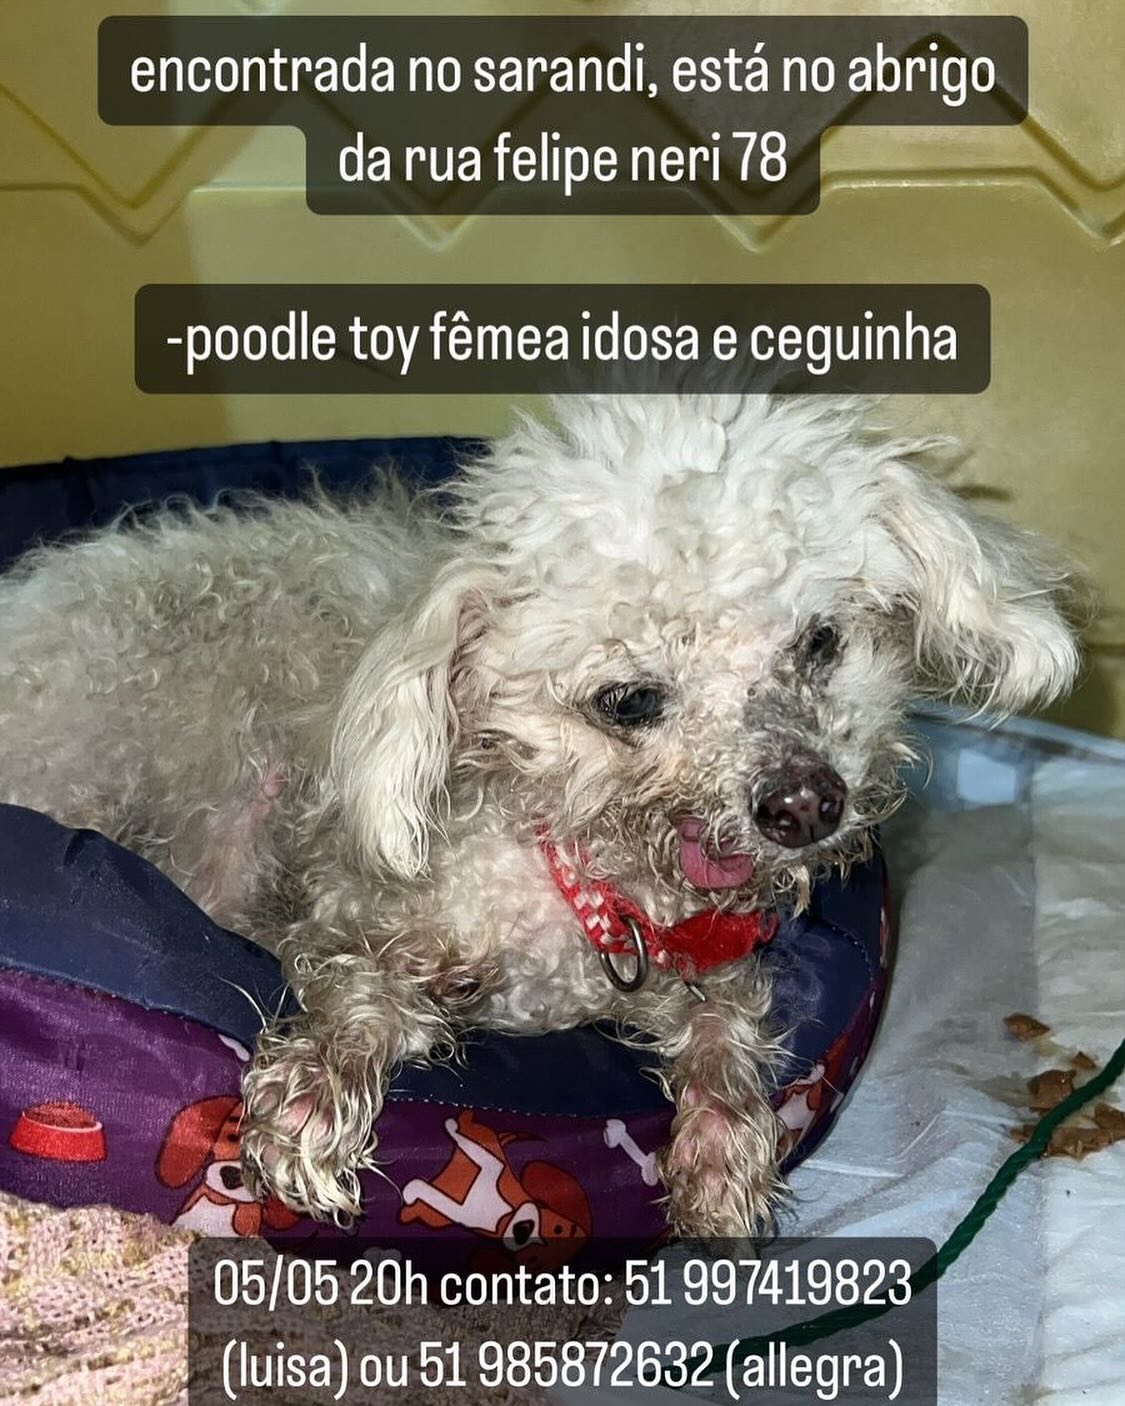 encontrada no sarandi, está no abrigo
da rua felipe neri 78
-poodle toy fêmea idosa e ceguinha
05/05 20h contato: 51 997419823
(luisa) ou 51 985872632 (allegra)